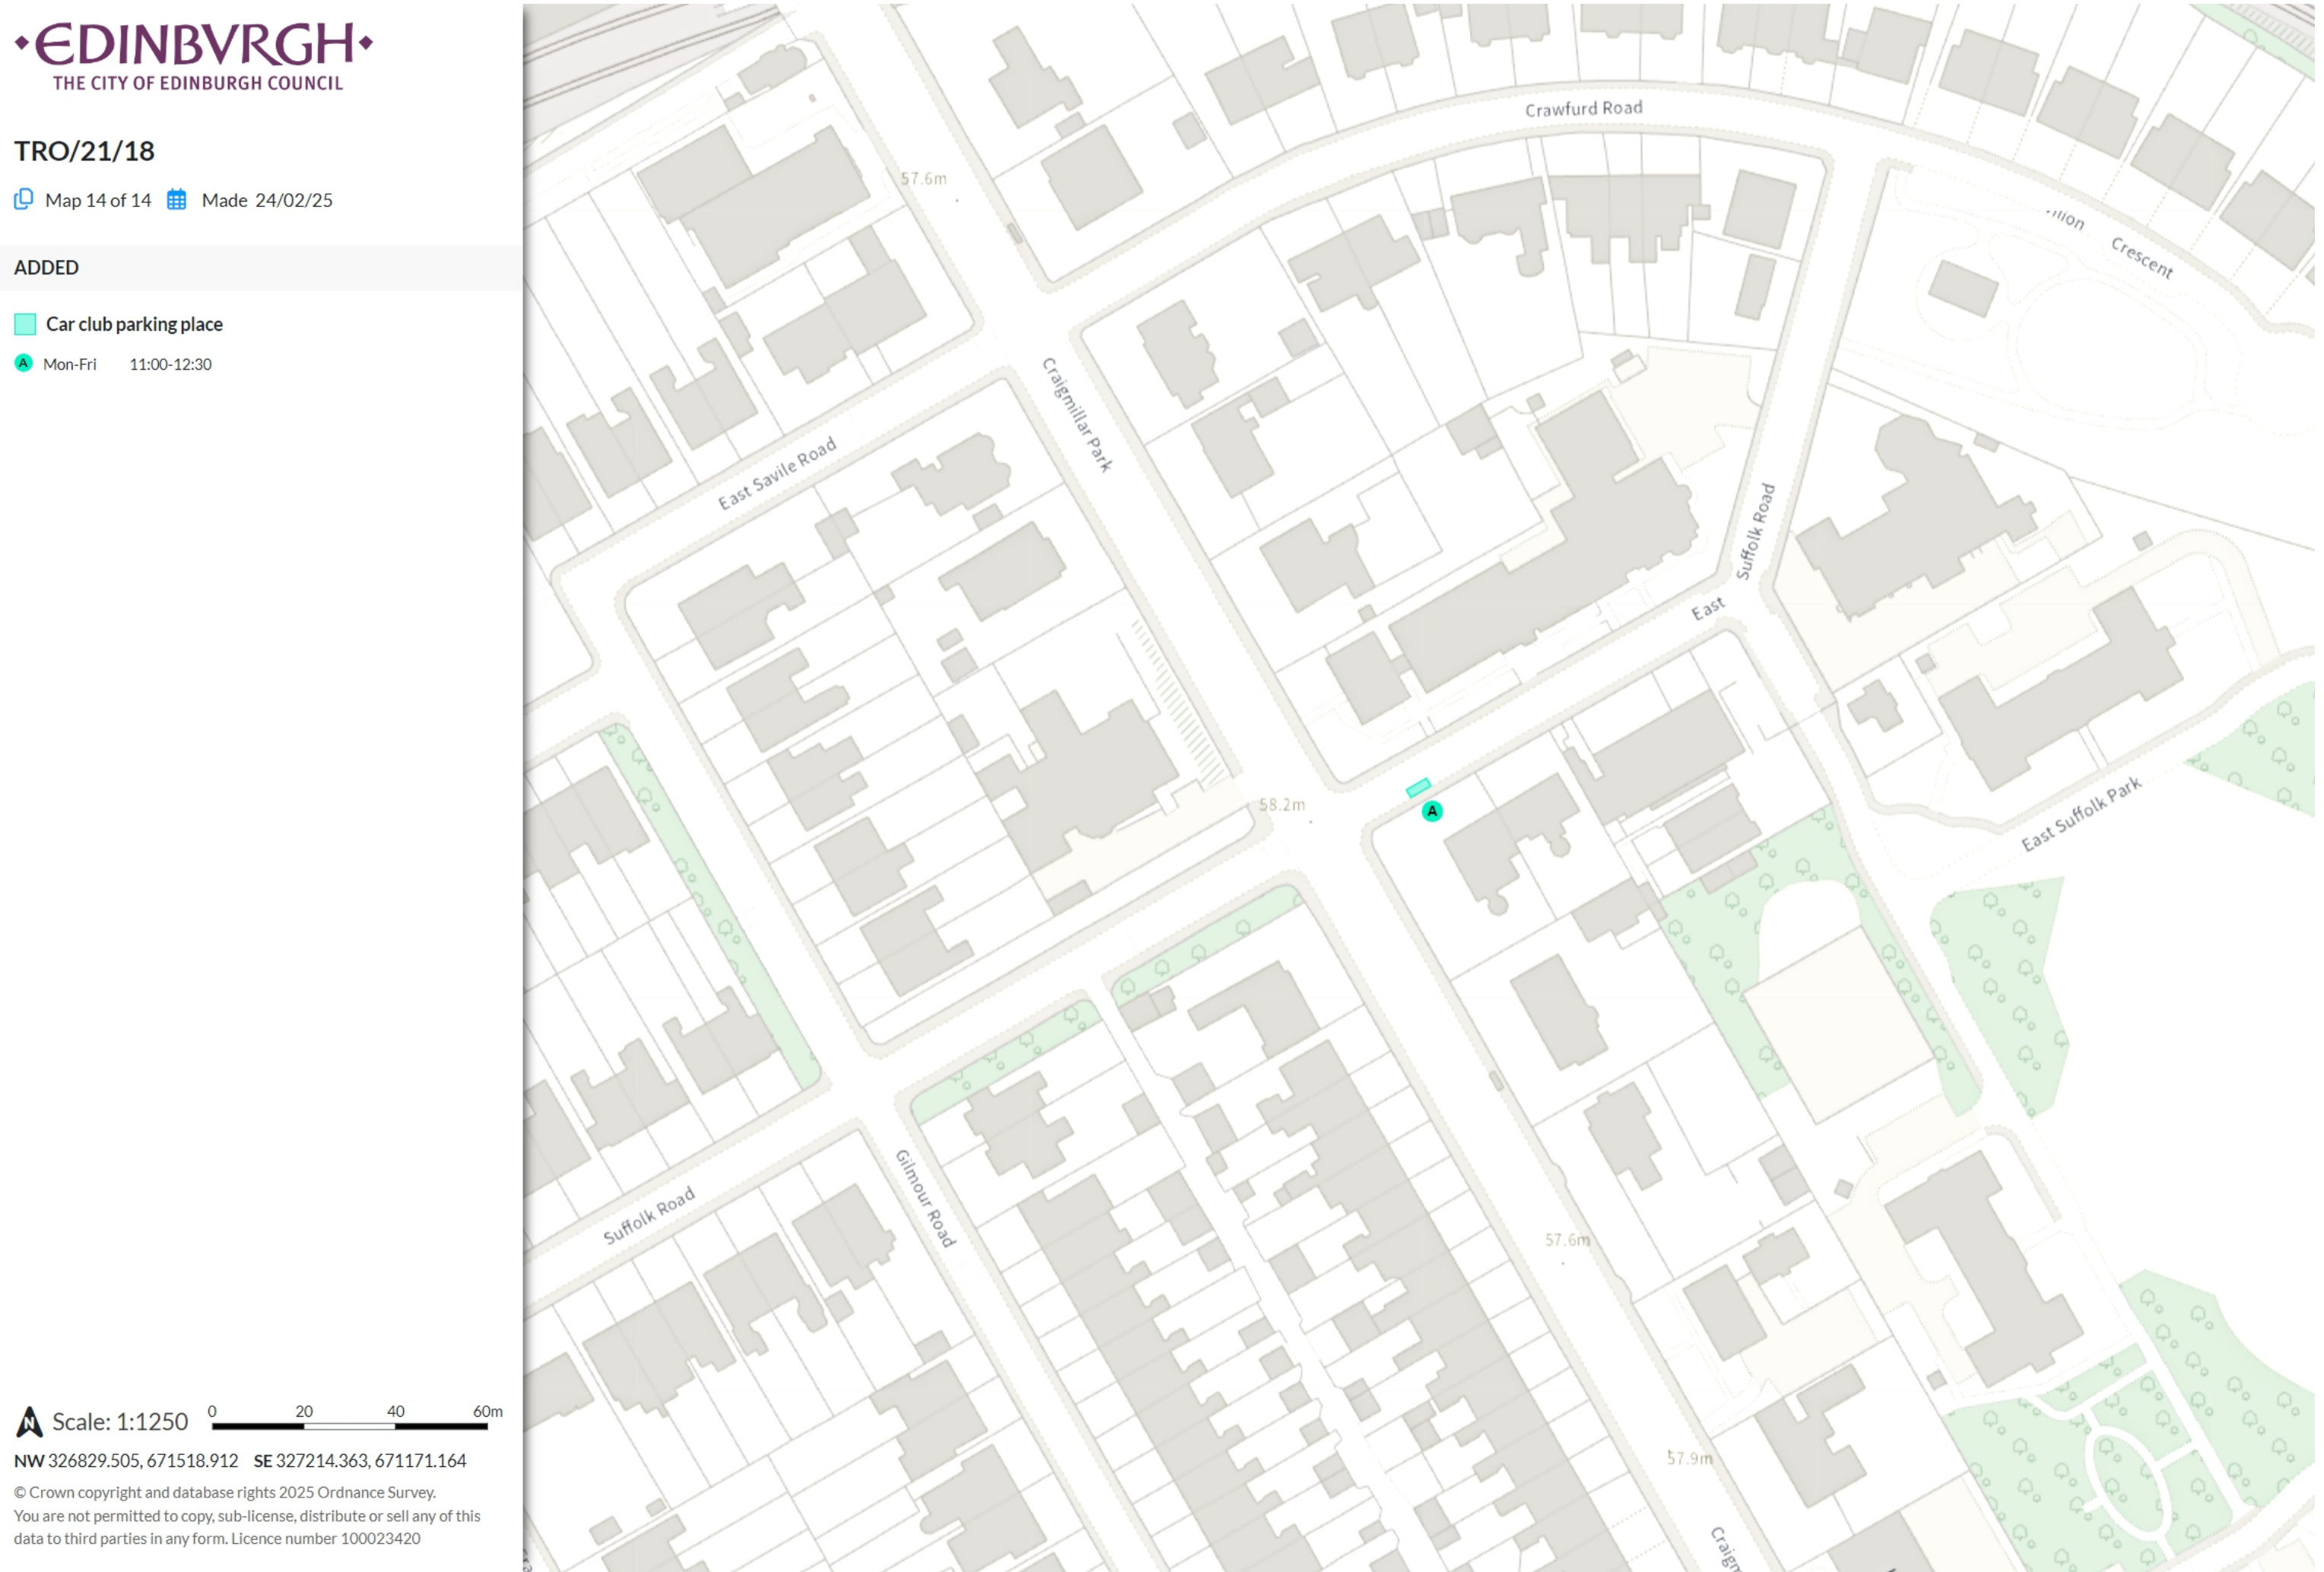 EDINBVRGH
THE CITY OF EDINBURGH COUNCIL
TRO/21/18
Map 14 of 14 Made 24/02/25
ADDED
Car club parking place
A Mon-Fri 11:00-12:30
N Scale: 1:1250 0 20 40 60m
NW 326829.505, 671518.912 SE 327214.363, 671171.164
© Crown copyright and database rights 2025 Ordnance Survey.
You are not permitted to copy, sub-license, distribute or sell any of this
data to third parties in any form. Licence number 100023420
Crawfurd Road
57.6m
Crescent
Craigmillar Park
East Savile Road
Suffolk Road
East
58.2m
A
East Suffolk Park
Gilmour Road
Suffolk Road
57.6m
57.9m
Craigm